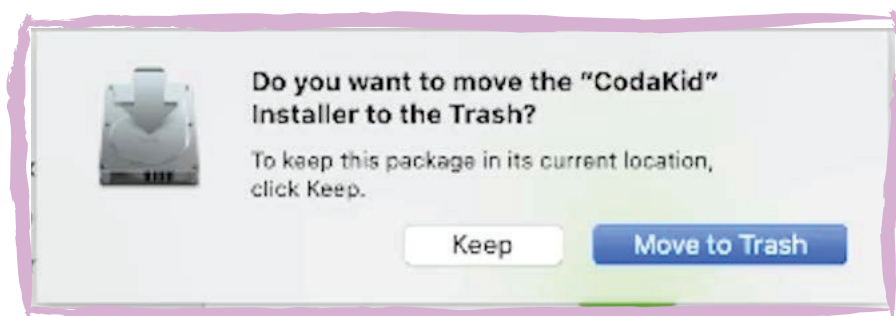 Do you want to move the “CodaKid”
Installer to the Trash?
To keep this package in its current location,
click Keep.
Keep
Move to Trash